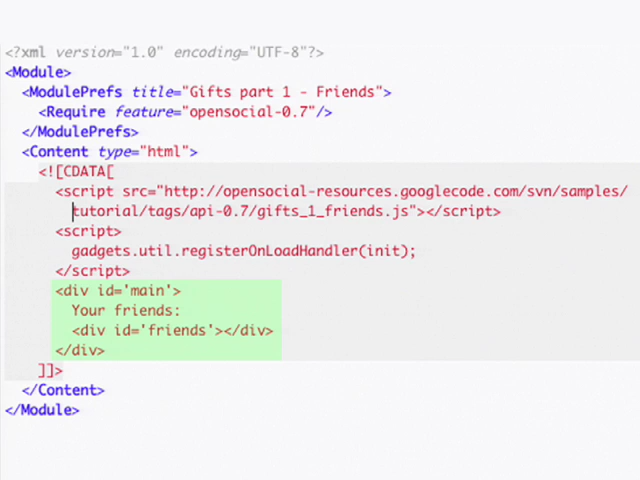 <?xml version="1.0" encoding="UTF-8"?>
<Module>
<ModulePrefs title="Gifts part 1 - Friends">
<Require feature="opensocial-0.7"/>
</ModulePrefs>
<Content type="html">
<![CDATA[
<script src="http://opensocial-resources.googlecode.com/svn/samples/
tutorial/tags/api-0.7/gifts_1_friends.js"></script>
<script>
gadgets.util.registerOnLoadHandler(init);
</script>
<div id='main'>
Your friends:
<div id='friends'></div>
</div>
]]>
</Content>
</Module>